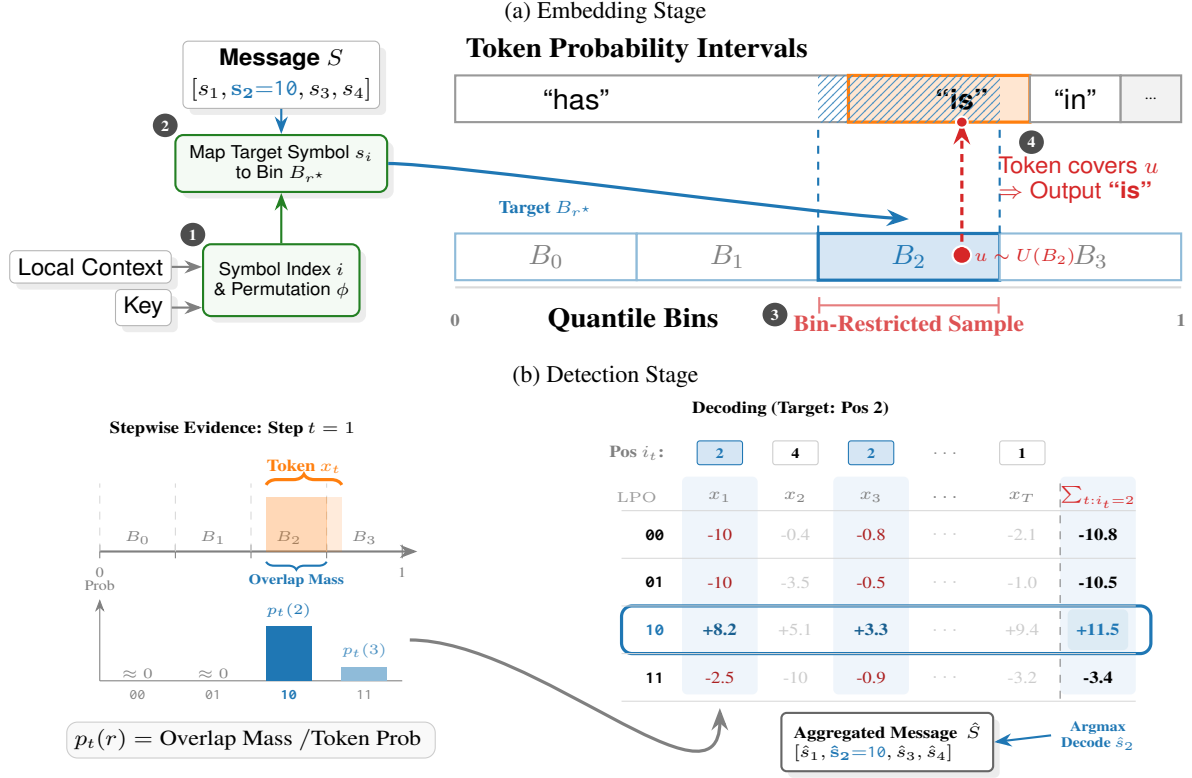 (a) Embedding Stage
Message S
[s₁, s₂=10, s₃, s₄]
2
Map Target Symbol sᵢ
to Bin B_r⋆
1
Local Context
Key
Symbol Index i
& Permutation ϕ
Token Probability Intervals
“has”
“is”
“in”
...
4
Token covers u
⇒ Output “is”
Target B_r⋆
B₀
B₁
B₂
u ∼ U(B₂)
B₃
0
Quantile Bins
3
Bin-Restricted Sample
1
(b) Detection Stage
Stepwise Evidence: Step t = 1
Token xₜ
B₀
B₁
B₂
B₃
0
1
Overlap Mass
Prob
pₜ(2)
pₜ(3)
≈ 0
≈ 0
00
01
10
11
pₜ(r) = Overlap Mass /Token Prob
Decoding (Target: Pos 2)
Pos iₜ: 2 4 2 · · · 1
LPO x₁ x₂ x₃ · · · x_T ∑_{t:iₜ=2}
00 -10 -0.4 -0.8 · · · -2.1 -10.8
01 -10 -3.5 -0.5 · · · -1.0 -10.5
10 +8.2 +5.1 +3.3 · · · +9.4 +11.5
11 -2.5 -10 -0.9 · · · -3.2 -3.4
Aggregated Message Ŝ
[ŝ₁, ŝ₂=10, ŝ₃, ŝ₄]
Argmax
Decode ŝ₂